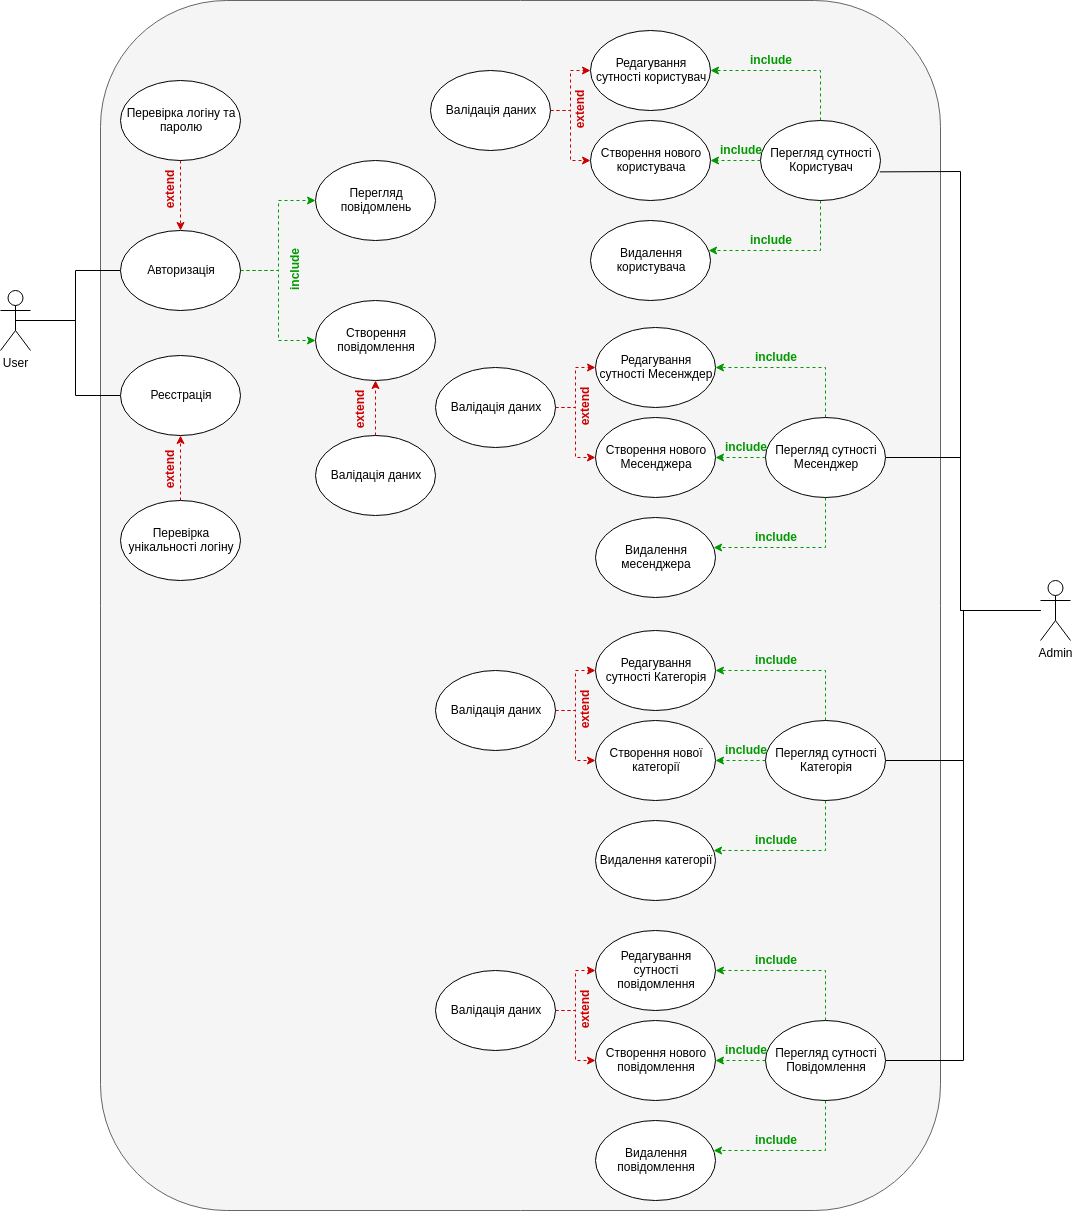 Перевірка логіну та
паролю
extend
Авторизація
include
Перегляд
повідомлень
Створення
повідомлення
extend
Валідація даних
User
Реєстрація
extend
Перевірка
унікальності логіну
Валідація даних
extend
Редагування
сутності користувач
include
Створення нового
користувача
include
Перегляд сутності
Користувач
Видалення
користувача
include
Валідація даних
extend
Редагування
сутності Месенждер
include
Створення нового
Месенджера
include
Перегляд сутності
Месенджер
Видалення
месенджера
include
Admin
Валідація даних
extend
Редагування
сутності Категорія
include
Створення нової
категорії
include
Перегляд сутності
Категорія
Видалення категорії
include
Валідація даних
extend
Редагування
сутності
повідомлення
include
Створення нового
повідомлення
include
Перегляд сутності
Повідомлення
Видалення
повідомлення
include